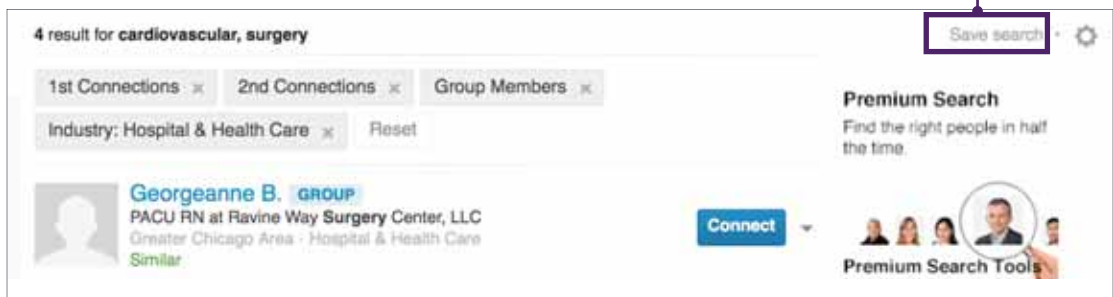 4 result for cardiovascular, surgery
Save search
1st Connections × 2nd Connections × Group Members ×
Industry: Hospital & Health Care × Reset
Georgeanne B. GROUP
PACU RN at Ravine Way Surgery Center, LLC
Greater Chicago Area · Hospital & Health Care
Similar
Connect
Premium Search
Find the right people in half
the time.
Premium Search Tools